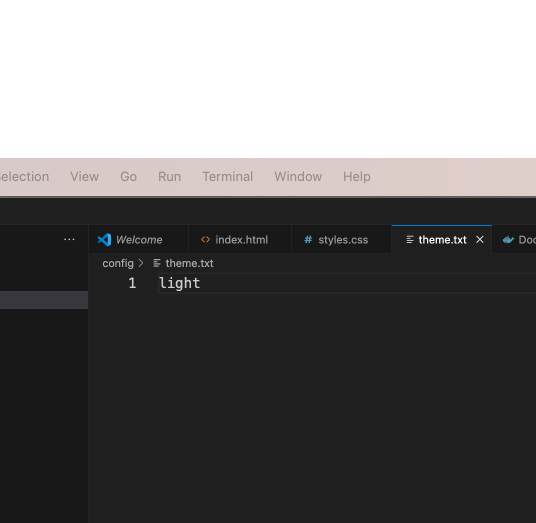 election View Go Run Terminal Window Help
... Welcome <> index.html # styles.css theme.txt × Doc
config > theme.txt
1 light